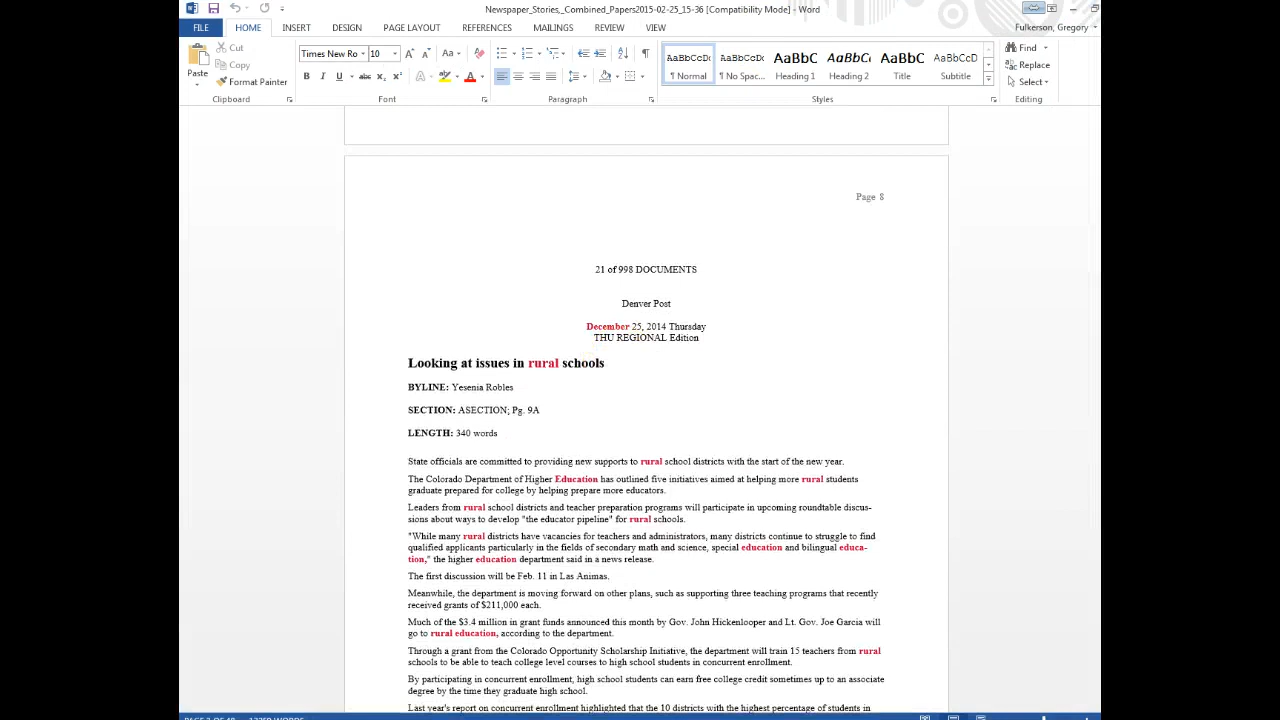 Newspaper_Stories,_Combined_Papers2015-02-25_15-36 [Compatibility Mode] - Word
FILE HOME INSERT DESIGN PAGE LAYOUT REFERENCES MAILINGS REVIEW VIEW Fulkerson, Gregory
Paste Cut Copy Format Painter
Times New Ro 10 Aa
B I U abc x₂ x² A A
AaBbCcDc AaBbCcDc AaBbC AaBbCc AaBbC AaBbCcD
¶ Normal ¶ No Spac... Heading 1 Heading 2 Title Subtitle
Find Replace Select
Clipboard Font Paragraph Styles Editing
Page 8
21 of 998 DOCUMENTS
Denver Post
December 25, 2014 Thursday
THU REGIONAL Edition
Looking at issues in rural schools
BYLINE: Yesenia Robles
SECTION: ASECTION; Pg. 9A
LENGTH: 340 words
State officials are committed to providing new supports to rural school districts with the start of the new year.
The Colorado Department of Higher Education has outlined five initiatives aimed at helping more rural students
graduate prepared for college by helping prepare more educators.
Leaders from rural school districts and teacher preparation programs will participate in upcoming roundtable discus-
sions about ways to develop "the educator pipeline" for rural schools.
"While many rural districts have vacancies for teachers and administrators, many districts continue to struggle to find
qualified applicants particularly in the fields of secondary math and science, special education and bilingual educa-
tion," the higher education department said in a news release.
The first discussion will be Feb. 11 in Las Animas.
Meanwhile, the department is moving forward on other plans, such as supporting three teaching programs that recently
received grants of $211,000 each.
Much of the $3.4 million in grant funds announced this month by Gov. John Hickenlooper and Lt. Gov. Joe Garcia will
go to rural education, according to the department.
Through a grant from the Colorado Opportunity Scholarship Initiative, the department will train 15 teachers from rural
schools to be able to teach college level courses to high school students in concurrent enrollment.
By participating in concurrent enrollment, high school students can earn free college credit sometimes up to an associate
degree by the time they graduate high school.
Last year's report on concurrent enrollment highlighted that the 10 districts with the highest percentage of students in